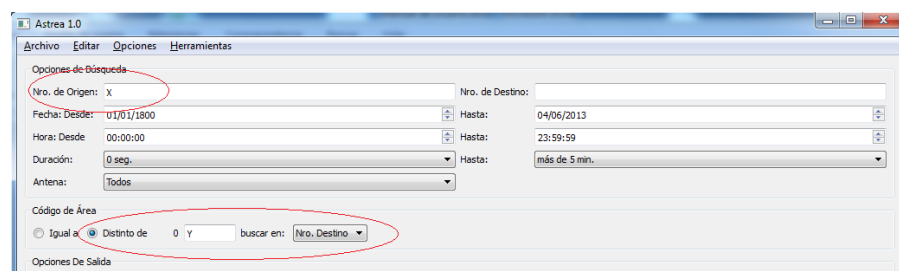 Astrea 1.0
Archivo Editar Opciones Herramientas
Opciones de Búsqueda
Nro. de Origen: X Nro. de Destino:
Fecha: Desde: 01/01/1800 Hasta: 04/06/2013
Hora: Desde 00:00:00 Hasta: 23:59:59
Duración: 0 seg. Hasta: más de 5 min.
Antena: Todos
Código de Área
Igual a Distinto de 0 Y buscar en: Nro. Destino
Opciones De Salida